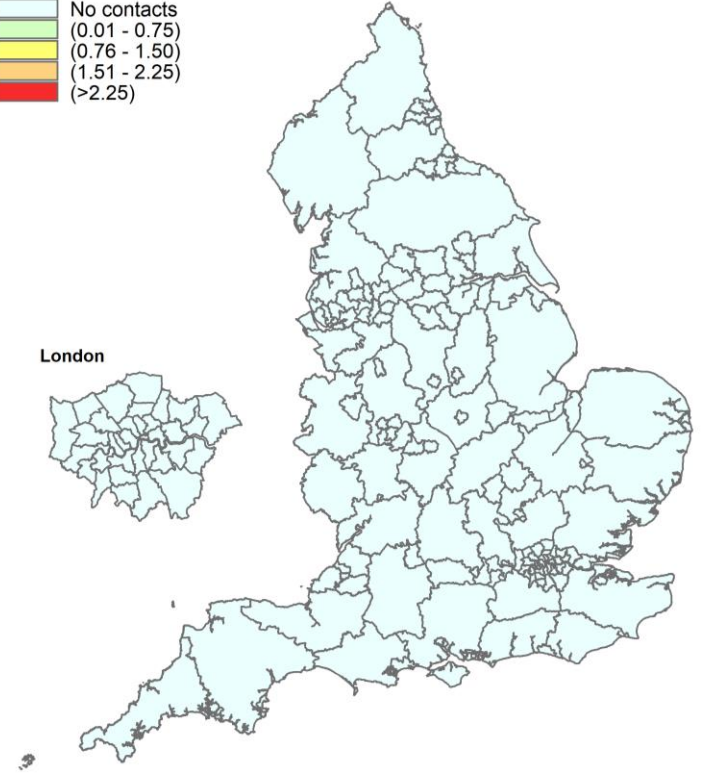 No contacts
(0.01 - 0.75)
(0.76 - 1.50)
(1.51 - 2.25)
(>2.25)
London